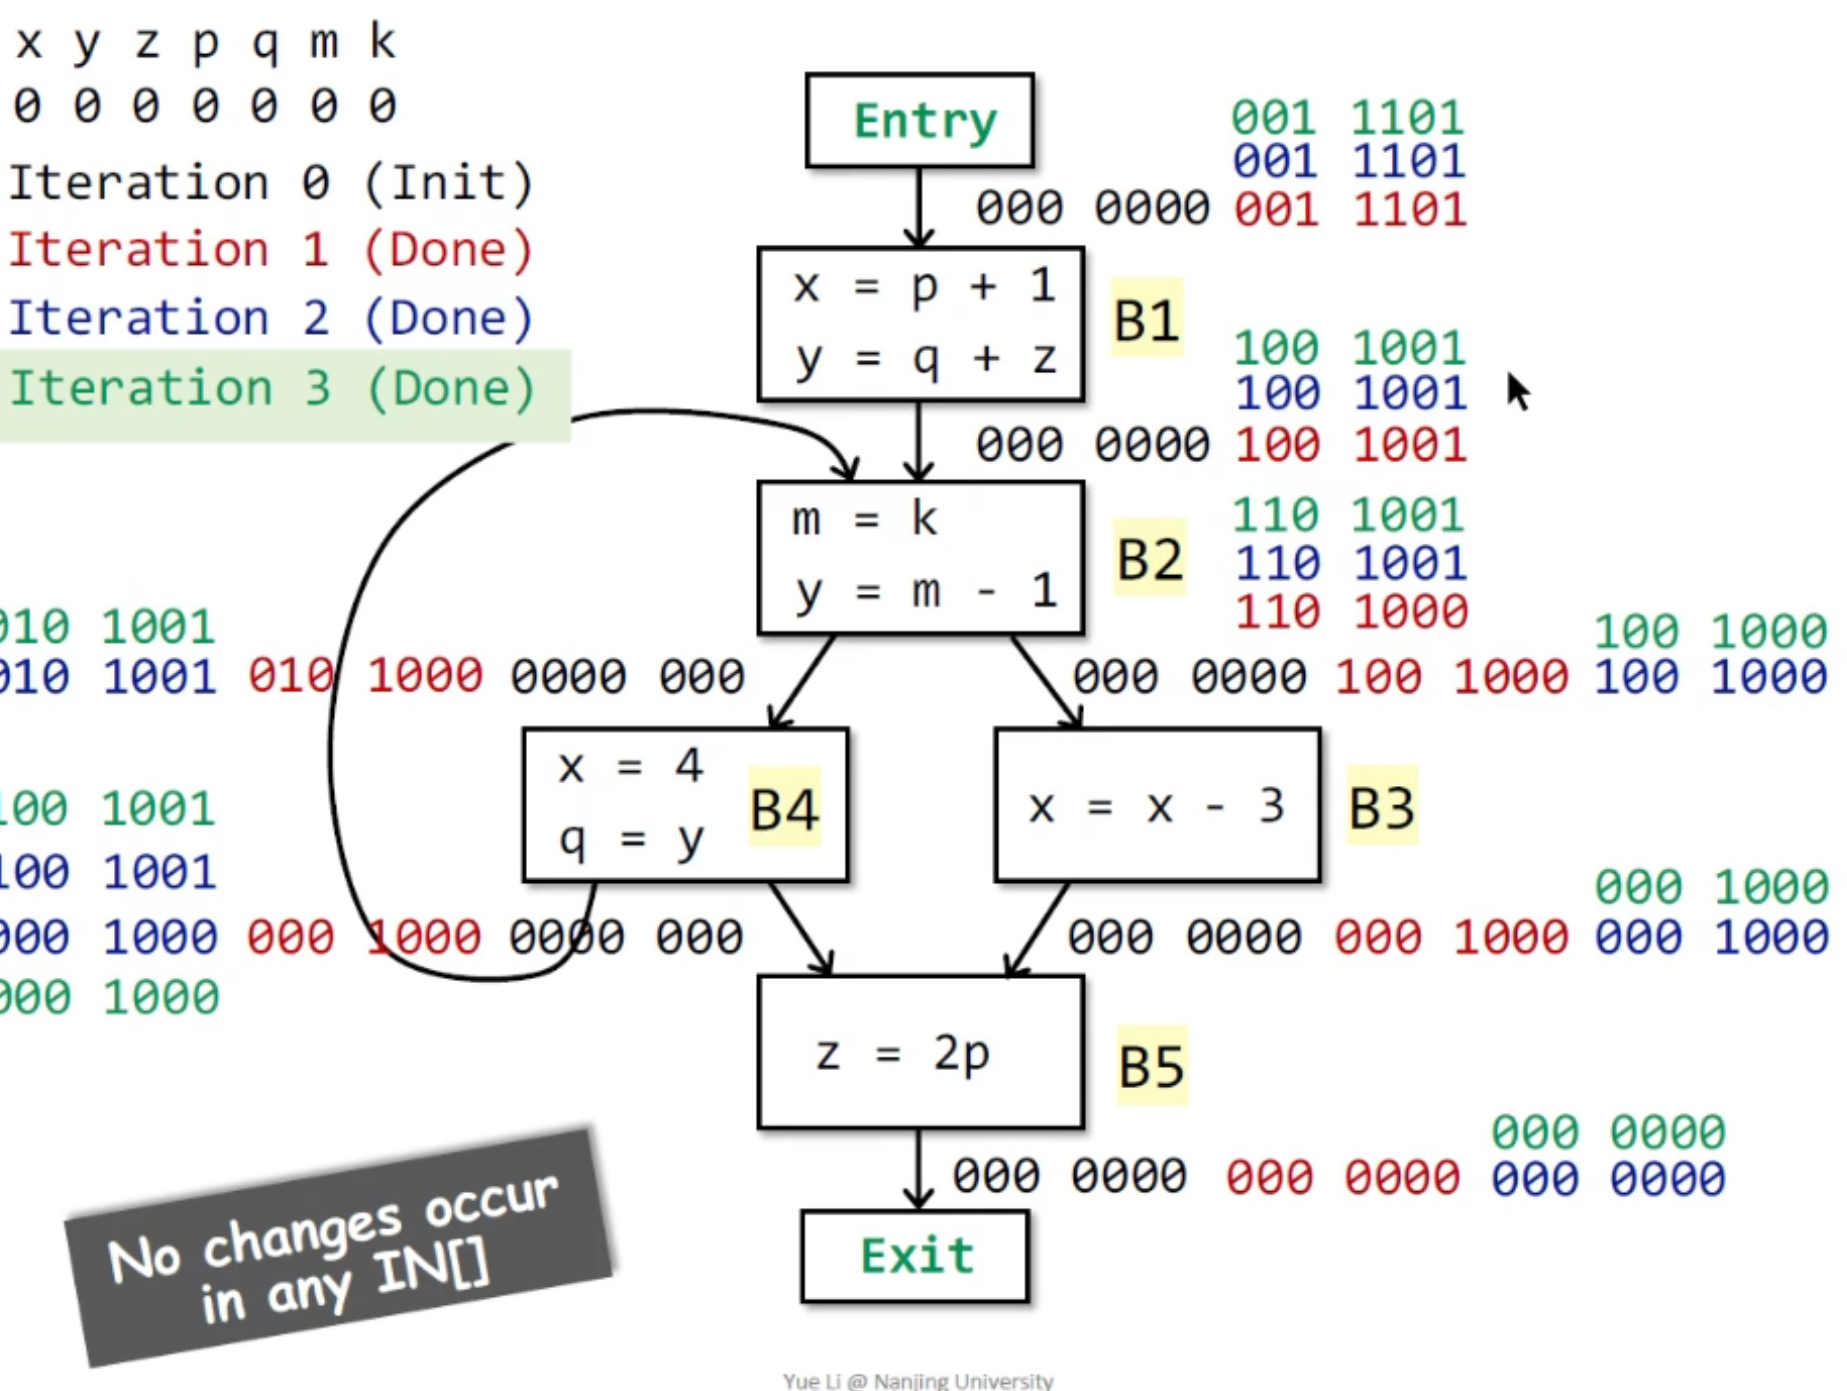 x y z p q m k
0 0 0 0 0 0 0
Iteration 0 (Init)
Iteration 1 (Done)
Iteration 2 (Done)
Iteration 3 (Done)
Entry
001 1101
001 1101
000 0000 001 1101
x = p + 1
y = q + z
B1
100 1001
100 1001
000 0000 100 1001
m = k
y = m - 1
B2
110 1001
110 1001
110 1000
010 1001
010 1001 010 1000 0000 000
100 1000
000 0000 100 1000 100 1000
x = 4
q = y
B4
x = x - 3
B3
100 1001
100 1001
000 1000 000 1000 0000 000
000 1000
000 1000
000 0000 000 1000 000 1000
z = 2p
B5
000 0000
000 0000 000 0000 000 0000
Exit
No changes occur
in any IN[]
Yue Li @ Nanjing University